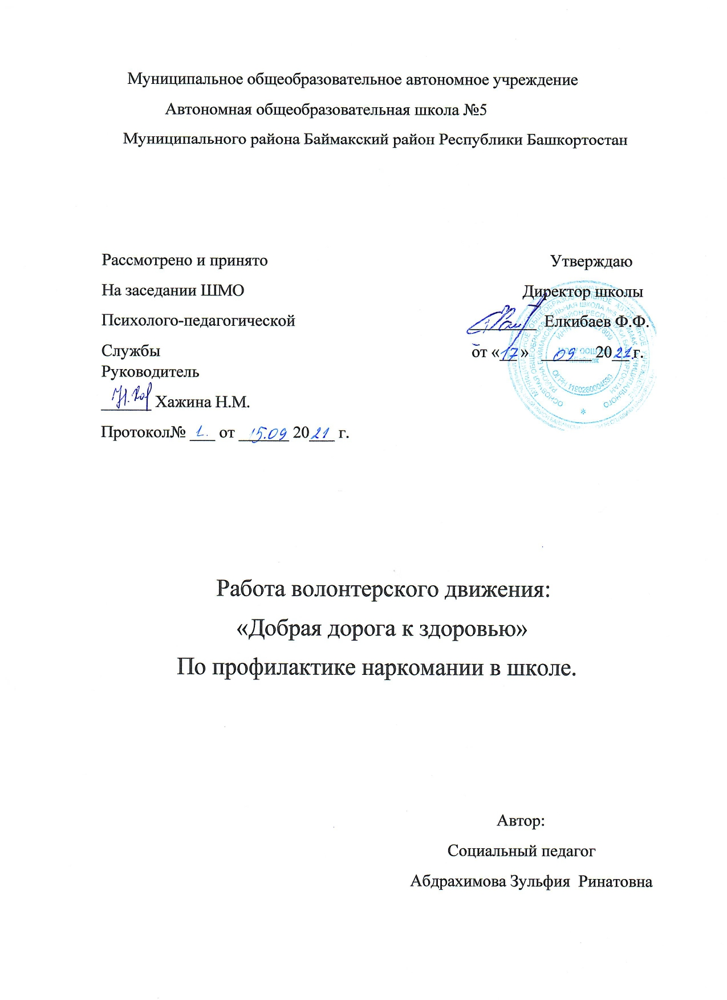 Муниципальное общеобразовательное автономное учреждение
Автономная общеобразовательная школа №5
Муниципального района Баймакский район Республики Башкортостан
Рассмотрено и принято
Утверждаю
На заседании ШМО
Директор школы
Психолого-педагогической
Елкибаев Ф.Ф.
Службы
от «17» 09 2021г.
Руководитель
Хажина Н.М.
Протокол№ 1. от 15.09 2021 г.
Работа волонтерского движения:
«Добрая дорога к здоровью»
По профилактике наркомании в школе.
Автор:
Социальный педагог
Абдрахимова Зульфия Ринатовна